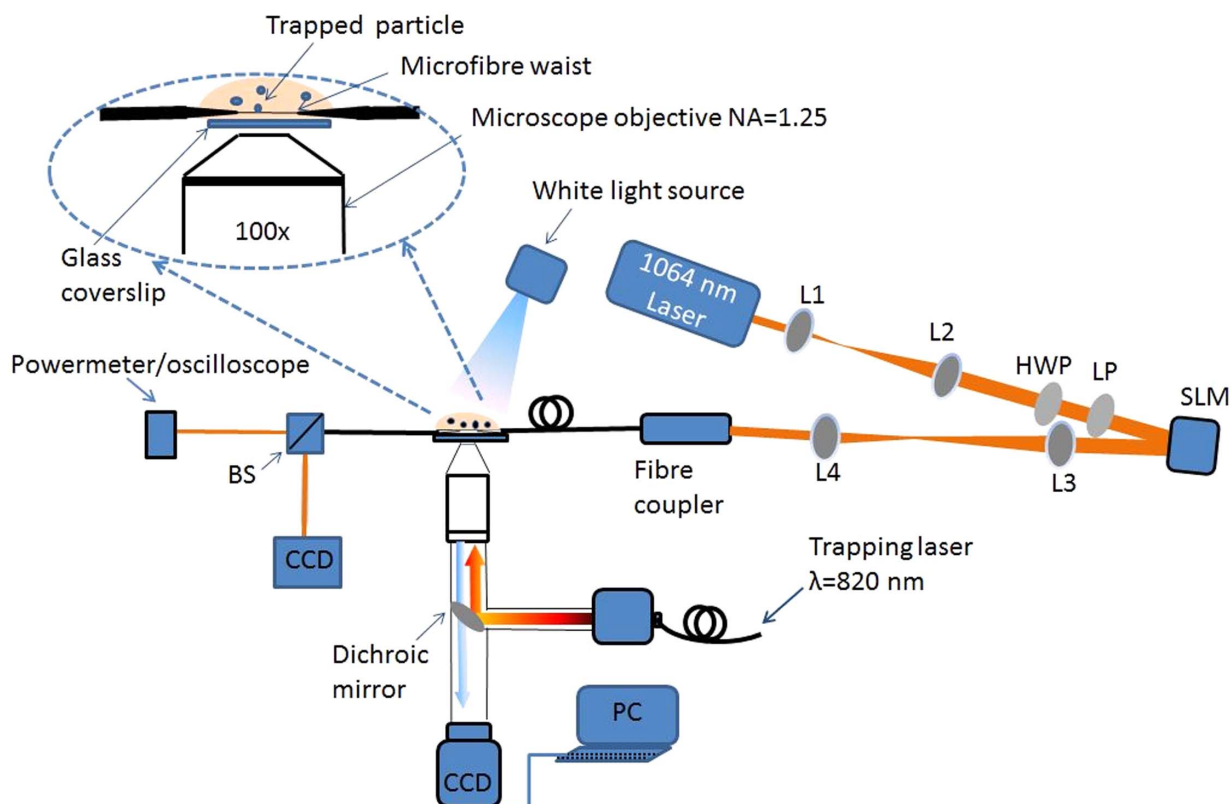 Trapped particle
Microfibre waist
Microscope objective NA=1.25
White light source
100x
Glass
coverslip
1064 nm
Laser
L1
L2
HWP
LP
SLM
Powermeter/oscilloscope
BS
Fibre
coupler
L4
L3
CCD
Trapping laser
λ=820 nm
Dichroic
mirror
PC
CCD